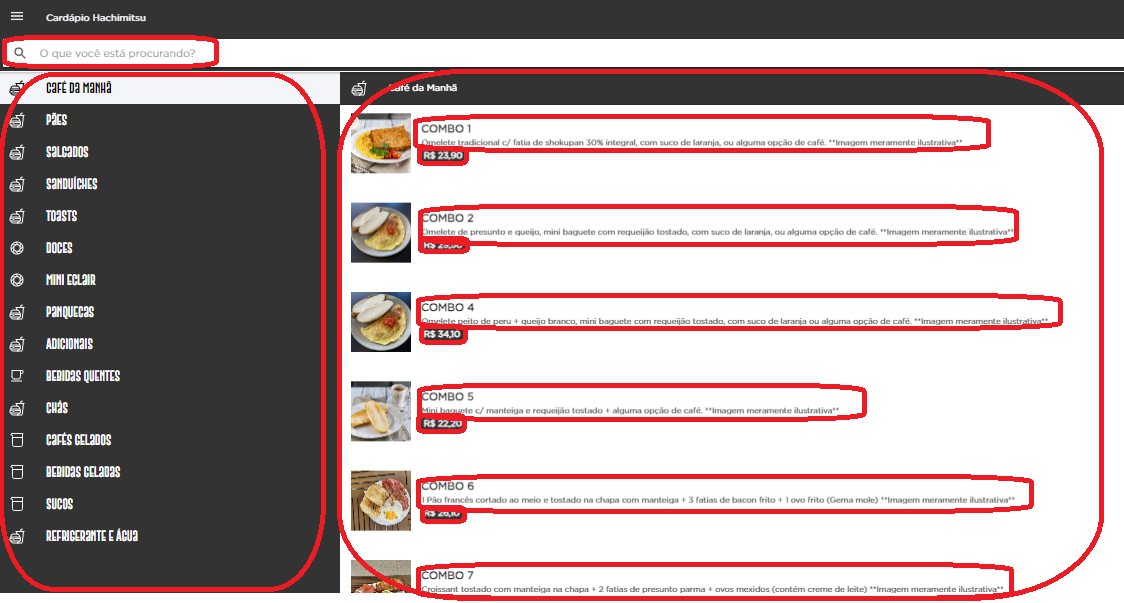 Cardápio Hachimitsu
O que você está procurando?
CAFÉ DA MANHÃ
PÃES
SALGADOS
SANDUÍCHES
TOASTS
DOCES
MINI ECLAIR
PANQUECAS
ADICIONAIS
BEBIDAS QUENTES
CHÁS
CAFÉS GELADOS
BEBIDAS GELADAS
SUCOS
REFRIGERANTE E ÁGUA
Café da Manhã
COMBO 1
Omelete tradicional c/ fatia de shokupan 30% integral, com suco de laranja, ou alguma opção de café. **Imagem meramente ilustrativa**
R$ 23,90
COMBO 2
Omelete de presunto e queijo, mini baguete com requeijão tostado, com suco de laranja, ou alguma opção de café. **Imagem meramente ilustrativa**
R$
COMBO 4
Omelete peito de peru + queijo branco, mini baguete com requeijão tostado, com suco de laranja ou alguma opção de café. **Imagem meramente ilustrativa**
R$ 34,10
COMBO 5
Mini baguete c/ manteiga e requeijão tostado + alguma opção de café. **Imagem meramente ilustrativa**
R$ 22,20
COMBO 6
1 Pão francês cortado ao meio e tostado na chapa com manteiga + 3 fatias de bacon frito + 1 ovo frito (Gema mole) **Imagem meramente ilustrativa**
R$ 26,10
COMBO 7
Croissant tostado com manteiga na chapa + 2 fatias de presunto parma + ovos mexidos (contém creme de leite) **Imagem meramente ilustrativa**